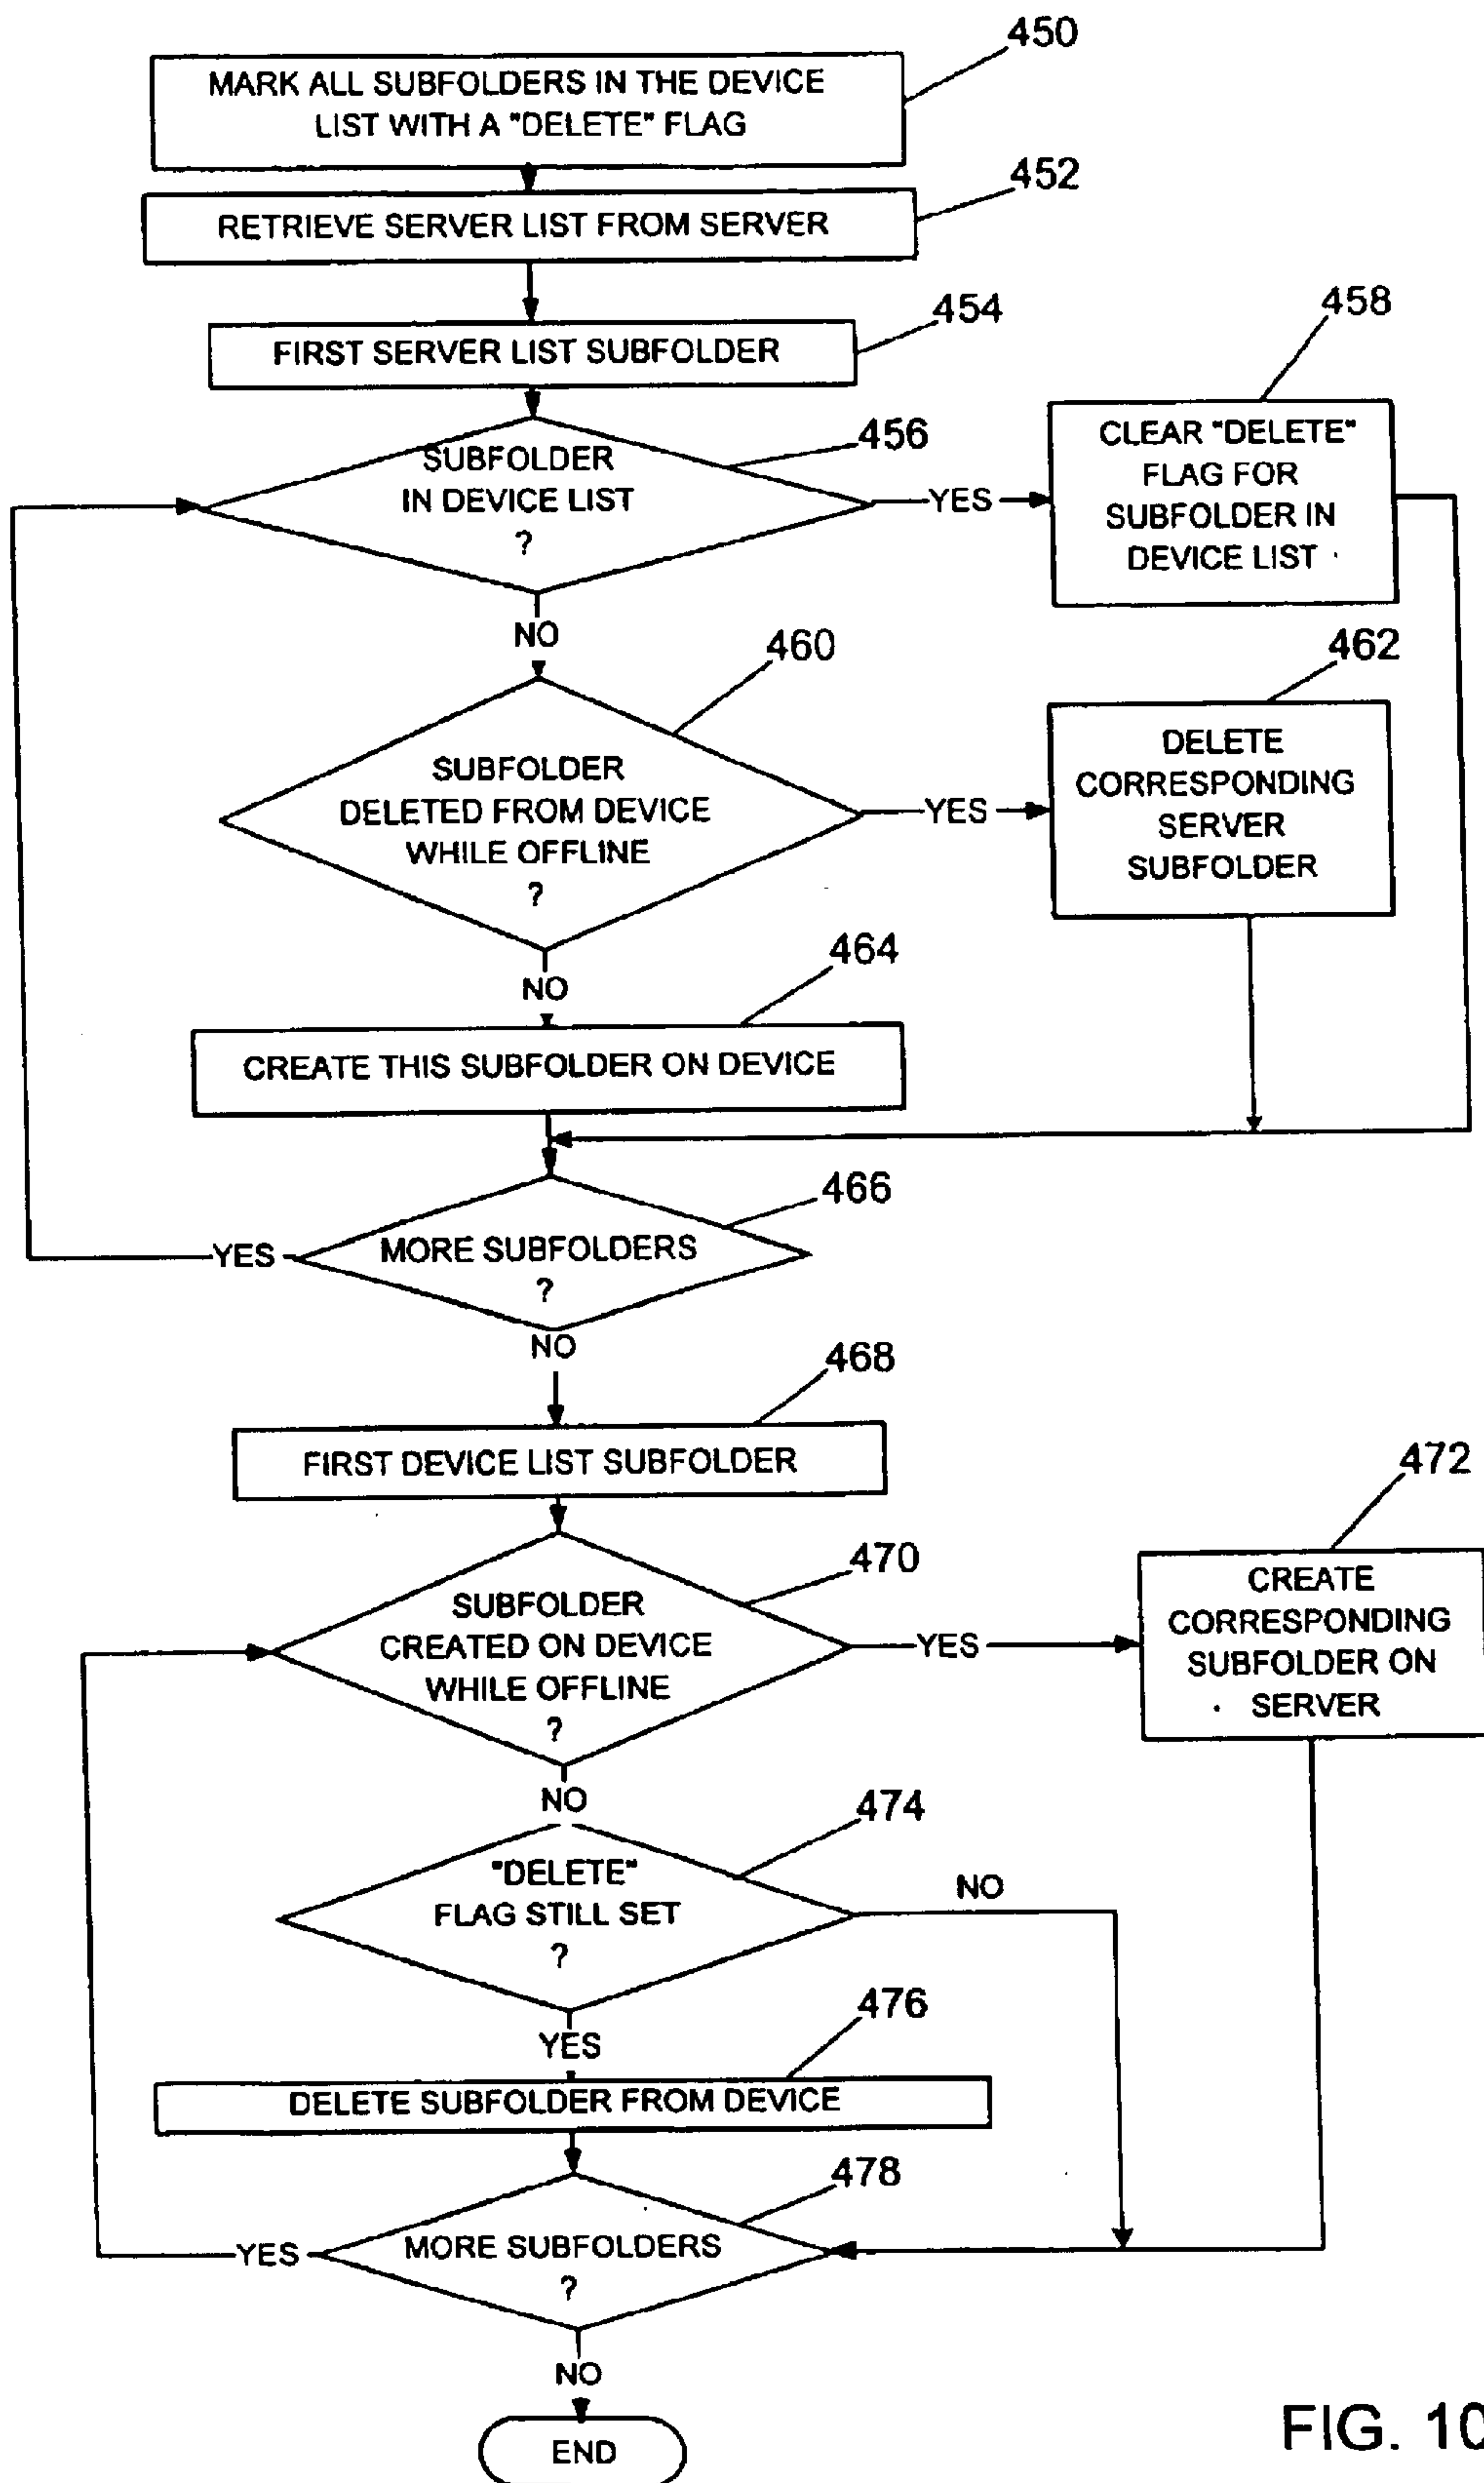 450
MARK ALL SUBFOLDERS IN THE DEVICE
LIST WITH A "DELETE" FLAG
452
RETRIEVE SERVER LIST FROM SERVER
454
FIRST SERVER LIST SUBFOLDER
456
SUBFOLDER
IN DEVICE LIST
?
YES
458
CLEAR "DELETE"
FLAG FOR
SUBFOLDER IN
DEVICE LIST
NO
460
SUBFOLDER
DELETED FROM DEVICE
WHILE OFFLINE
?
YES
462
DELETE
CORRESPONDING
SERVER
SUBFOLDER
NO
464
CREATE THIS SUBFOLDER ON DEVICE
466
MORE SUBFOLDERS
?
YES
NO
468
FIRST DEVICE LIST SUBFOLDER
470
SUBFOLDER
CREATED ON DEVICE
WHILE OFFLINE
?
YES
472
CREATE
CORRESPONDING
SUBFOLDER ON
SERVER
NO
474
"DELETE"
FLAG STILL SET
?
NO
YES
476
DELETE SUBFOLDER FROM DEVICE
478
MORE SUBFOLDERS
?
YES
NO
END
FIG. 10